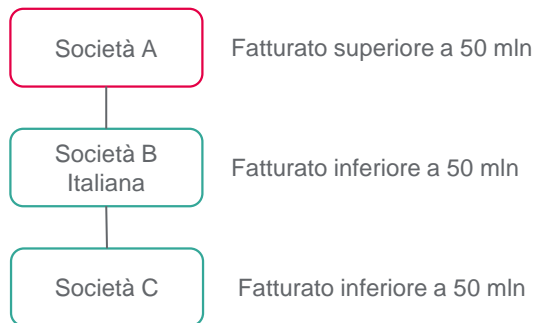 Società A
Fatturato superiore a 50 mln
Società B
Italiana
Fatturato inferiore a 50 mln
Società C
Fatturato inferiore a 50 mln